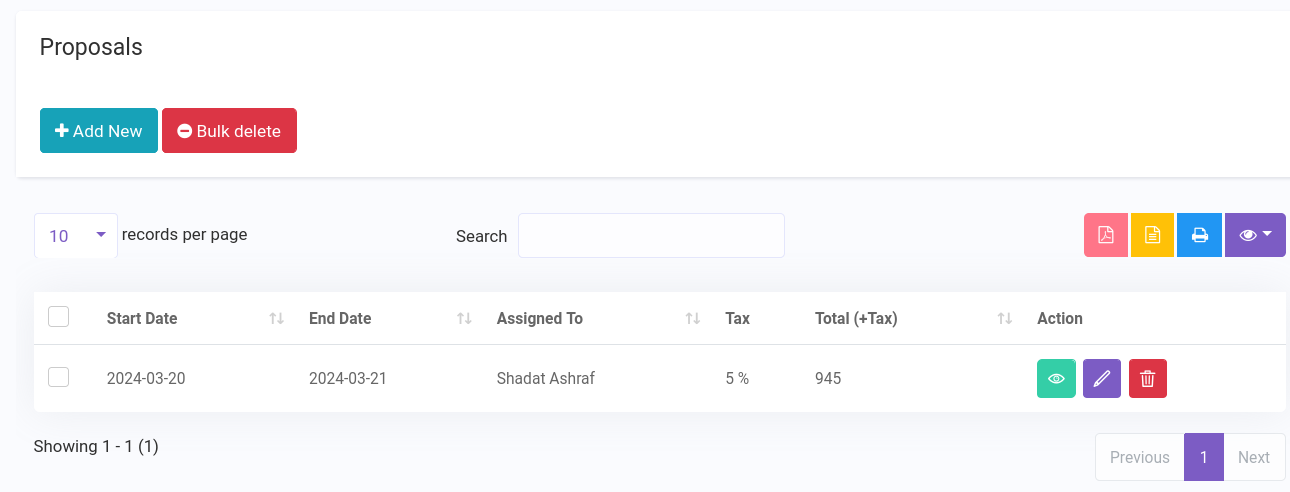 Proposals
Add New Bulk delete
10 records per page Search
Start Date End Date Assigned To Tax Total (+Tax) Action
2024-03-20 2024-03-21 Shadat Ashraf 5 % 945
Showing 1 - 1 (1)
Previous 1 Next